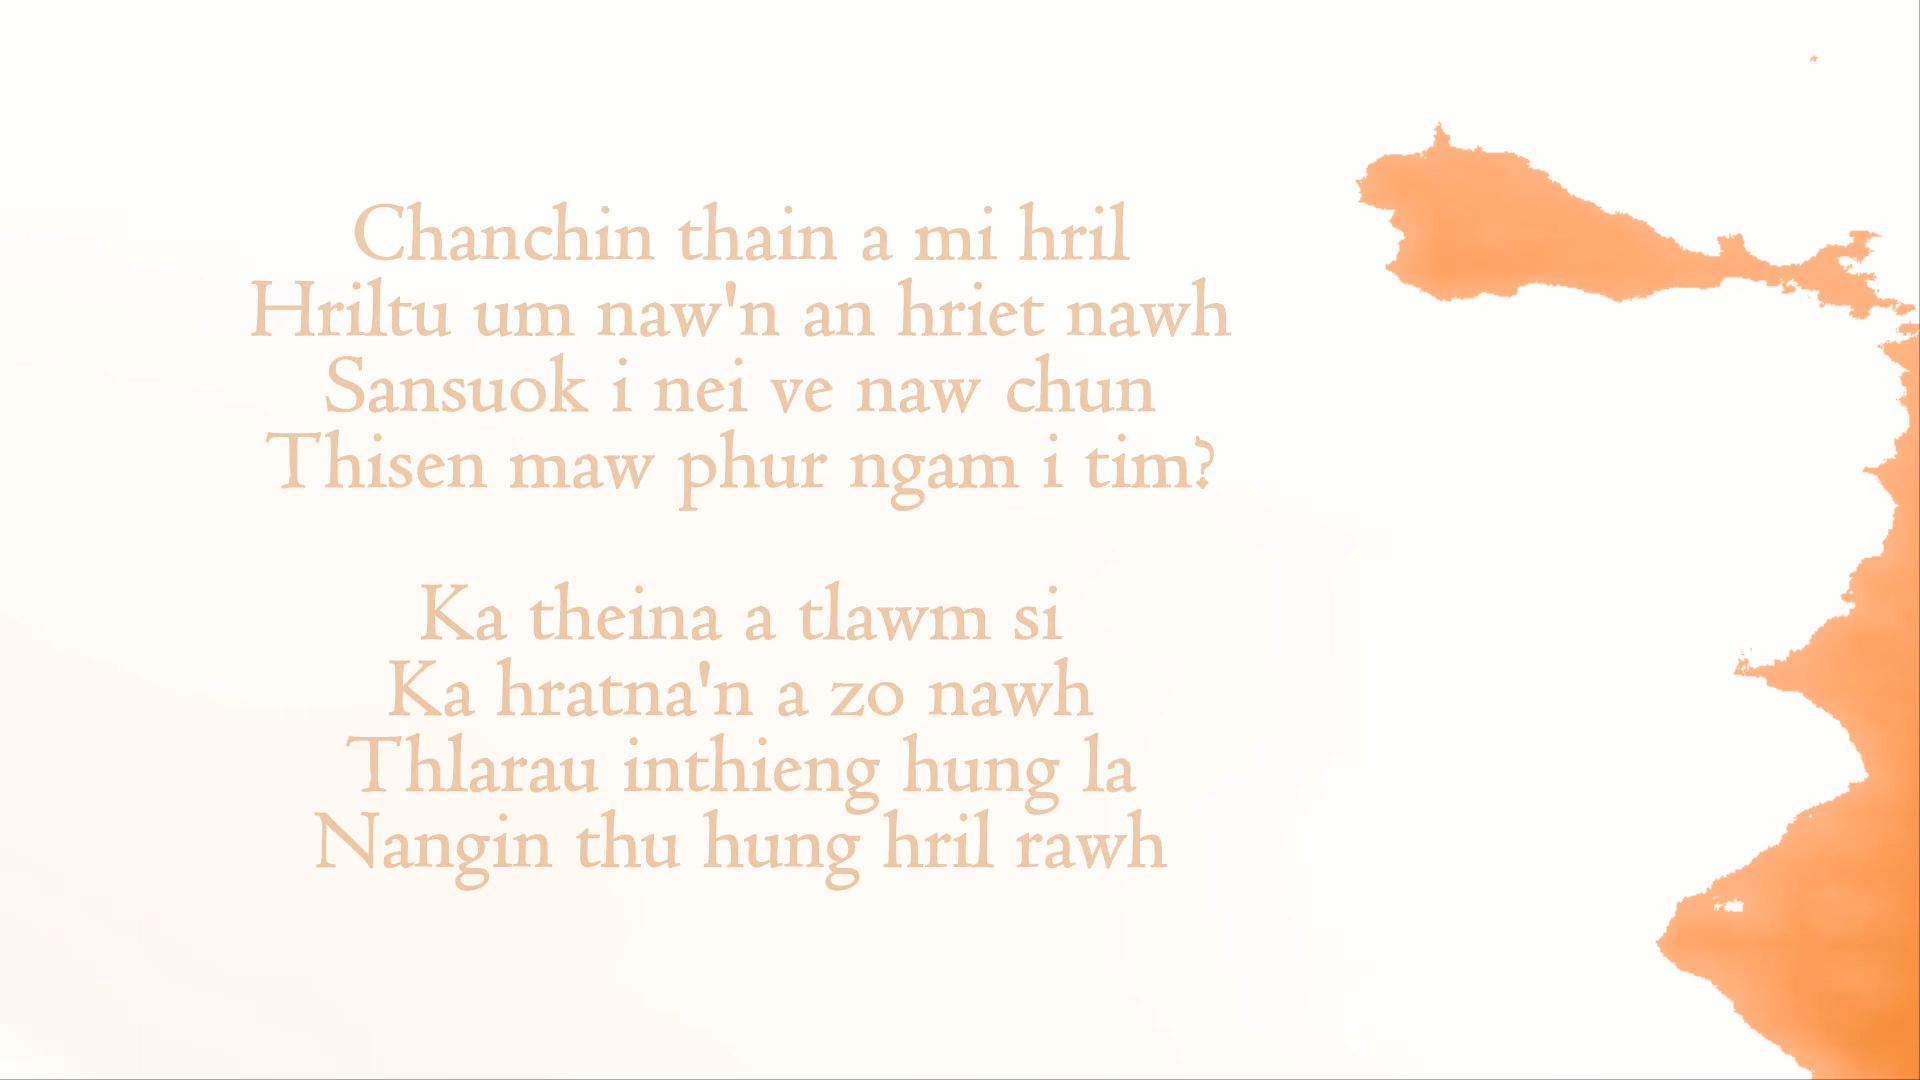 Chanchin thain a mi hril
Hriltu um naw'n an hriet nawh
Sansuok i nei ve naw chun
Thisen maw phur ngam i tim?
Ka theina a tlawm si
Ka hratna'n a zo nawh
Thlarau inthieng hung la
Nangin thu hung hril rawh